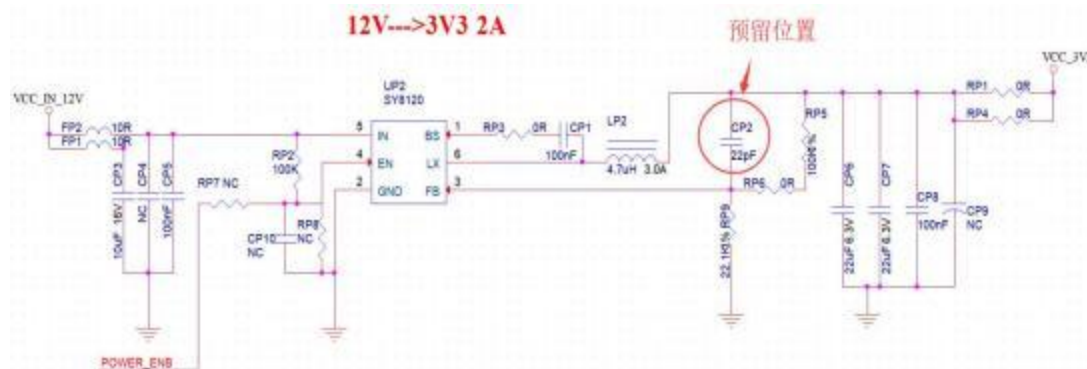 12V--->3V3 2A
预留位置
VCC_IN_12V
FP2 10R
FP1 10R
CP3
10uF 16V
CP4
NC
CP5
100nF
RP7 NC
RP2
100K
CP10
NC
RP8
NC
POWER_ENB
UP2
SY8120
5 IN BS 1
4 EN LX 6
2 GND FB 3
RP3 0R
CP1
100nF
LP2
4.7uH 3.0A
CP2
22pF
RP6 0R
RP5
RP9
22.1K1%
CP6
22uF 6.3V
CP7
22uF 6.3V
CP8
100nF
CP9
NC
RP1 0R
RP4 0R